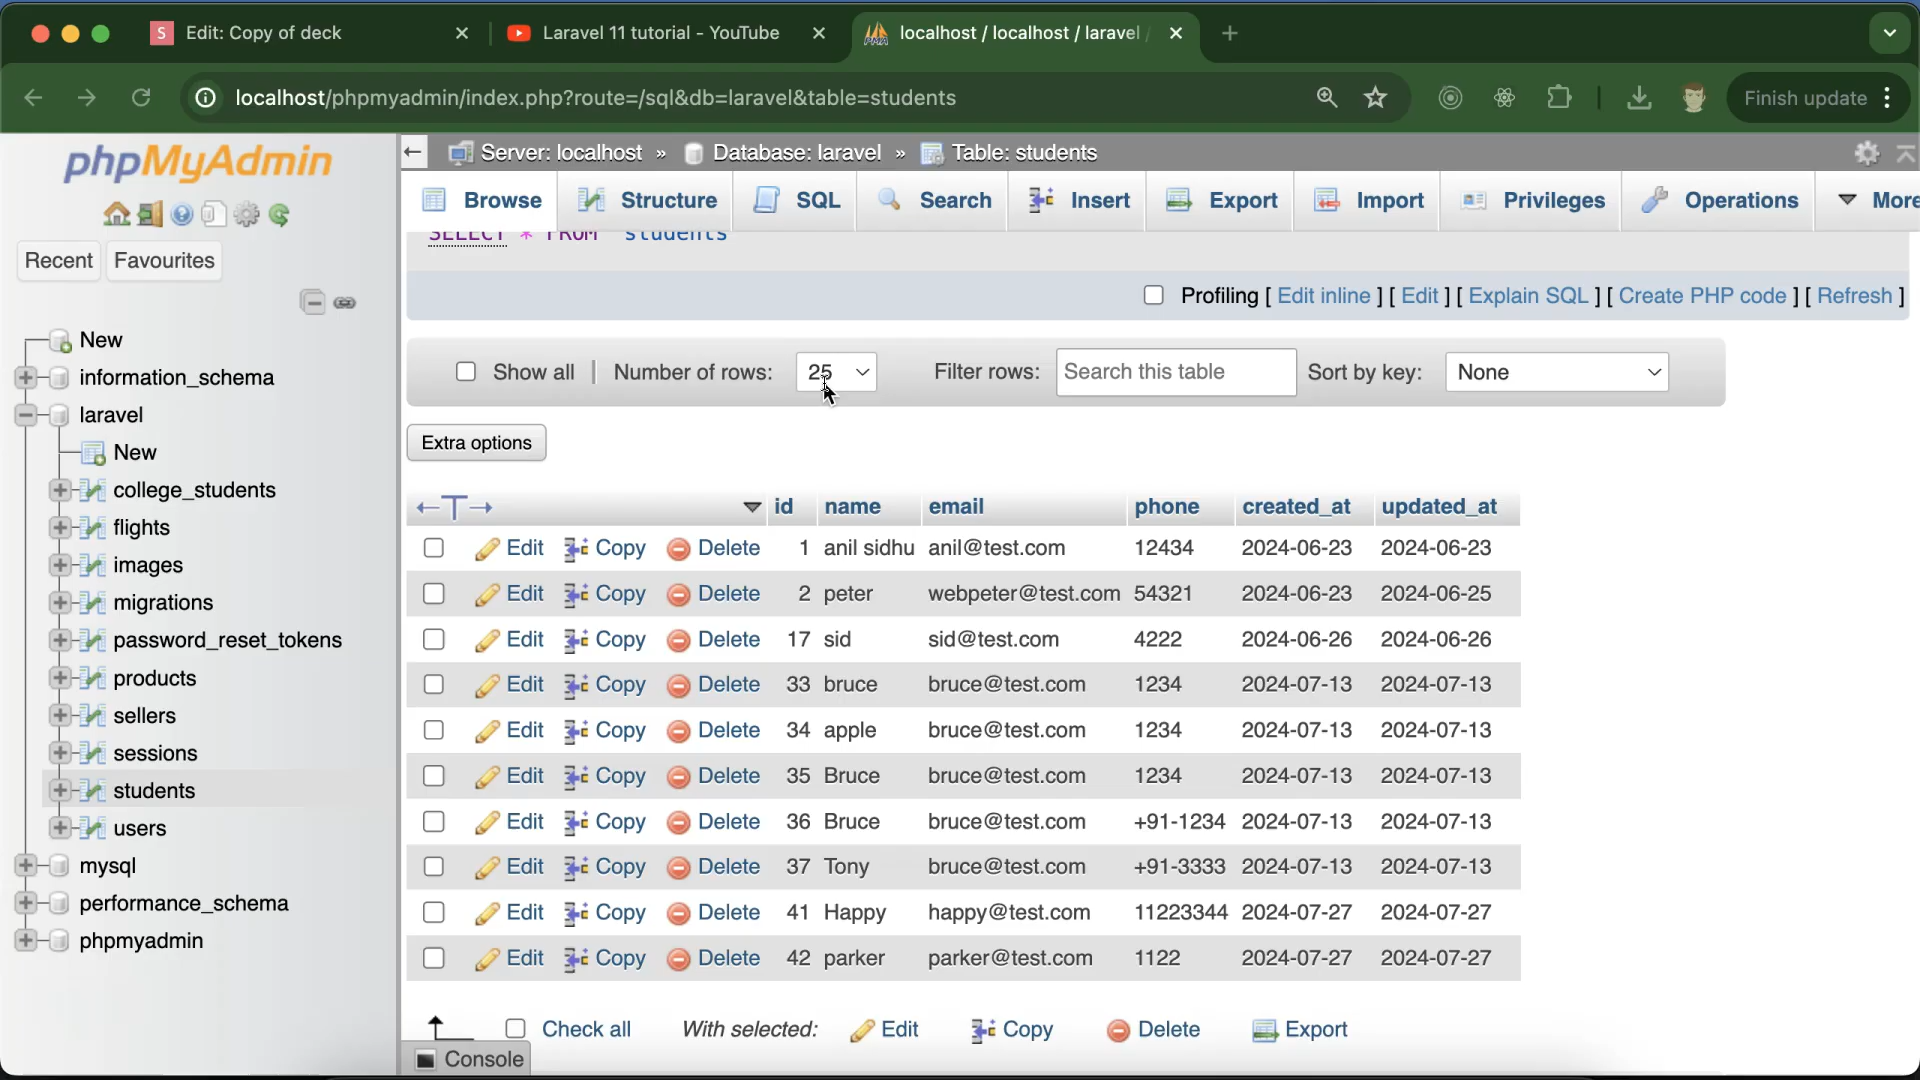 Edit: Copy of deck
Laravel 11 tutorial - YouTube
localhost / localhost / laravel /
localhost/phpmyadmin/index.php?route=/sql&db=laravel&table=students
Finish update
phpMyAdmin
Recent Favourites
New
information_schema
laravel
New
college_students
flights
images
migrations
password_reset_tokens
products
sellers
sessions
students
users
mysql
performance_schema
phpmyadmin
Server: localhost » Database: laravel » Table: students
Browse Structure SQL Search Insert Export Import Privileges Operations More
SELECT * FROM students
Profiling [ Edit inline ] [ Edit ] [ Explain SQL ] [ Create PHP code ] [ Refresh ]
Show all | Number of rows: 25 Filter rows: Search this table Sort by key: None
Extra options
id name email phone created_at updated_at
Edit Copy Delete 1 anil sidhu anil@test.com 12434 2024-06-23 2024-06-23
Edit Copy Delete 2 peter webpeter@test.com 54321 2024-06-23 2024-06-25
Edit Copy Delete 17 sid sid@test.com 4222 2024-06-26 2024-06-26
Edit Copy Delete 33 bruce bruce@test.com 1234 2024-07-13 2024-07-13
Edit Copy Delete 34 apple bruce@test.com 1234 2024-07-13 2024-07-13
Edit Copy Delete 35 Bruce bruce@test.com 1234 2024-07-13 2024-07-13
Edit Copy Delete 36 Bruce bruce@test.com +91-1234 2024-07-13 2024-07-13
Edit Copy Delete 37 Tony bruce@test.com +91-3333 2024-07-13 2024-07-13
Edit Copy Delete 41 Happy happy@test.com 11223344 2024-07-27 2024-07-27
Edit Copy Delete 42 parker parker@test.com 1122 2024-07-27 2024-07-27
Check all With selected: Edit Copy Delete Export
Console